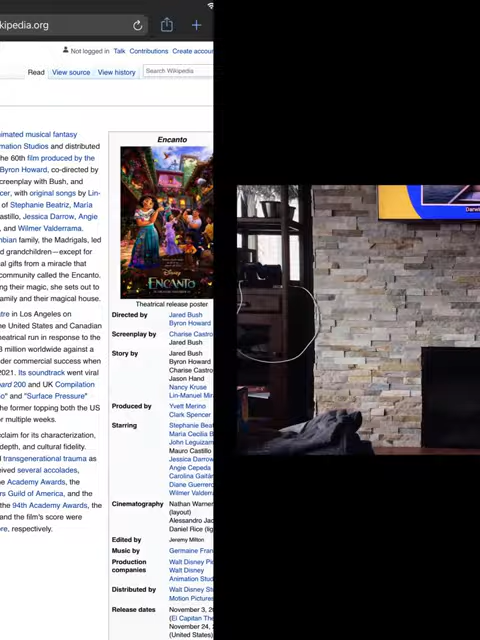 kipedia.org
Not logged in Talk Contributions Create accoun
Read View source View history Search Wikipedia
nimated musical fantasy
mation Studios and distributed
he 60th film produced by the
Byron Howard, co-directed by
creenplay with Bush, and
cer, with original songs by Lin-
of Stephanie Beatriz, María
astillo, Jessica Darrow, Angie
, and Wilmer Valderrama.
mbian family, the Madrigals, led
d grandchildren—except for
al gifts from a miracle that
community called the Encanto.
ng their magic, she sets out to
amily and their magical house.
tre in Los Angeles on
he United States and Canadian
heatrical run in response to the
8 million worldwide against a
der commercial success when
2021. Its soundtrack went viral
oard 200 and UK Compilation
o" and "Surface Pressure"
the former topping both the US
r multiple weeks.
cclaim for its characterization,
depth, and cultural fidelity.
d transgenerational trauma as
eived several accolades,
e Academy Awards, the
rs Guild of America, and the
the 94th Academy Awards, the
and the film's score were
ore, respectively.
Encanto
Disney
ENCANTO
Theatrical release poster
Directed by Jared Bush
Byron Howard
Screenplay by Charise Castro
Jared Bush
Story by Jared Bush
Byron Howard
Charise Castro
Jason Hand
Nancy Kruse
Lin-Manuel Mir
Produced by Yvett Merino
Clark Spencer
Starring Stephanie Beat
María Cecilia B
John Leguizam
Mauro Castillo
Jessica Darrow
Angie Cepeda
Carolina Gaitán
Diane Guerrero
Wilmer Valderra
Cinematography Nathan Warner
(layout)
Alessandro Jac
Daniel Rice (lig
Edited by Jeremy Milton
Music by Germaine Fran
Production companies Walt Disney Pic
Walt Disney
Animation Stud
Distributed by Walt Disney St
Motion Pictures
Release dates November 3, 2
(El Capitan The
November 24, 
(United States)